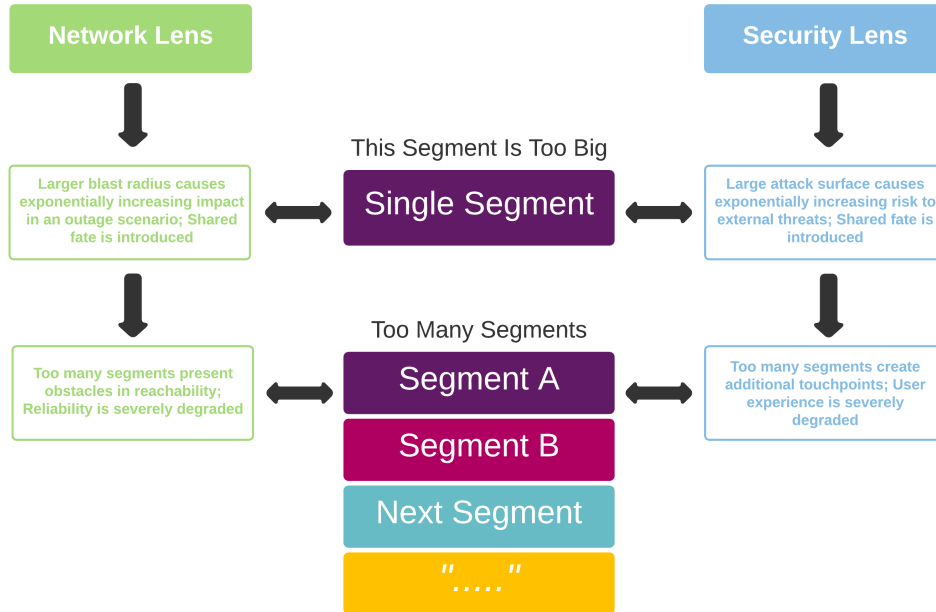 Network Lens
Security Lens
This Segment Is Too Big
Larger blast radius causes
exponentially increasing impact
in an outage scenario; Shared
fate is introduced
Single Segment
Large attack surface causes
exponentially increasing risk to
external threats; Shared fate is
introduced
Too Many Segments
Too many segments present
obstacles in reachability;
Reliability is severely degraded
Segment A
Segment B
Next Segment
"....."
Too many segments create
additional touchpoints; User
experience is severely
degraded